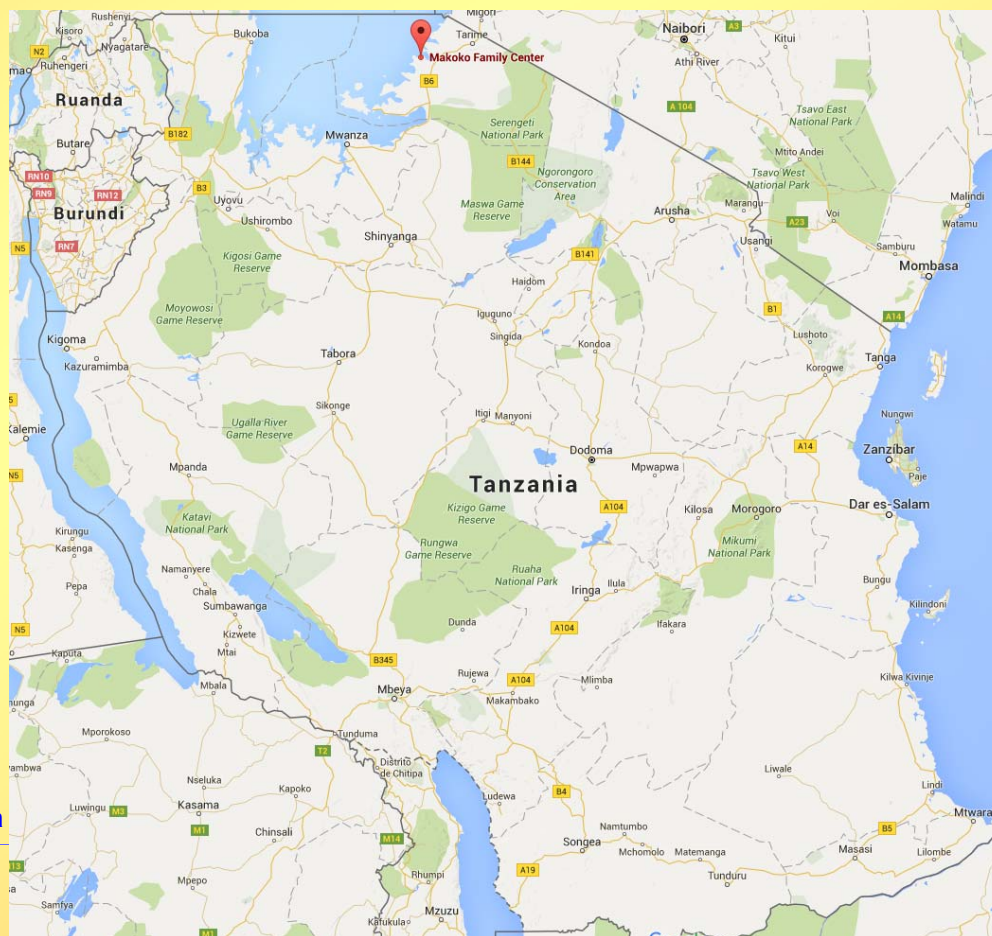 Rushenyi
Migori
Kisoro
Bukoba
Tarime
Naibori
Kitui
A3
N2
Nyagatare
Ruhengeri
Makoko Family Center
Athi River
B6
Ruanda
A 104
Tsavo East
National Park
Serengeti
National Park
B182
Butare
Mwanza
Mtito Andei
B144
Ngorongoro
Conservation
Area
Tsavo West
National Park
RN10
RN9
RN12
B3
Maswa Game
Reserve
Malindi
Burundi
Uyovu
Ushirombo
Arusha
Marangu
A23
Voi
Watamu
N5
RN7
Shinyanga
Usangi
Samburu
Kigosi Game
Reserve
B141
Mombasa
Haidom
Moyowosi
Game Reserve
Iguguno
B1
A14
Singida
Lushoto
Kigoma
Kondoa
Kazuramimba
Tabora
Tanga
Korogwe
Sikonge
Itigi
Manyoni
Nungwi
Kalemie
Ugalla River
Game Reserve
Dodoma
A14
Zanzíbar
Mpanda
Mpwapwa
Paje
N5
Tanzania
Katavi
National Park
Kizigo Game
Reserve
A104
Kilosa
Morogoro
Dar es-Salam
Kirungu
Kasenga
Rungwa
Game Reserve
Mikumi
National Park
Namanyere
Ruaha
National Park
Pepa
Chala
Iringa
Ilula
Bungu
Sumbawanga
Kilindoni
N5
Kizwete
Dunda
A104
Ifakara
Mtai
Kaputa
B345
Rujewa
A104
Mlimba
Kilwa Kivinje
Mbala
Mbeya
Makambako
Mporokoso
Tunduma
T2
Distrito
de Chitipa
Nseluka
Kapoko
Ludewa
B4
Liwale
Lindi
Luwingu
M3
Kasama
M1
Chinsali
M14
Namtumbo
Songea
Mchomolo
Matemanga
B5
Mtwara
Masasi
Lilombe
Mpepo
Rhumpi
A19
Tunduru
Samfya
Mzuzu
Kafukula
M1